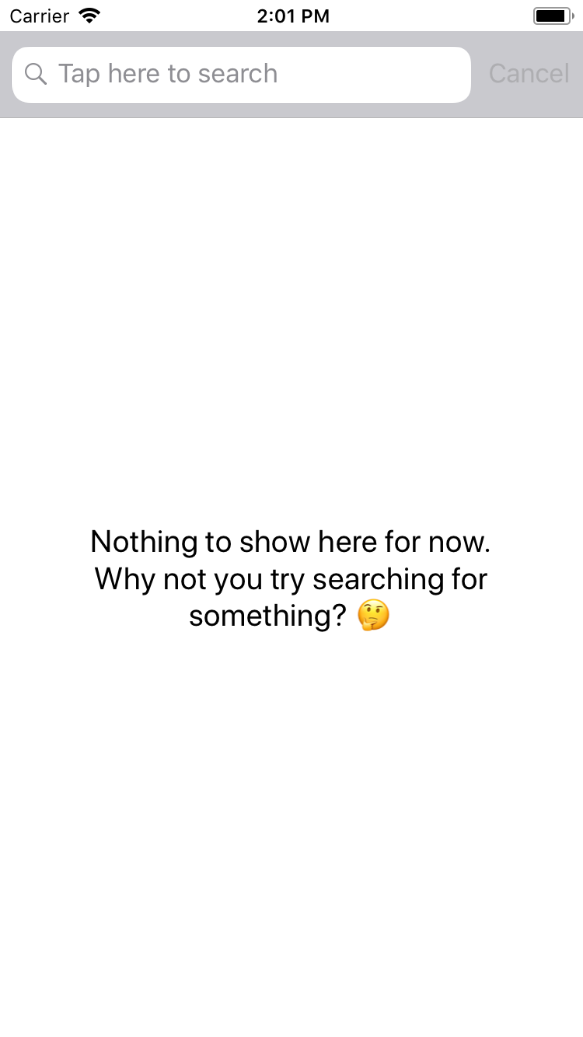 Carrier 2:01 PM
Tap here to search Cancel
Nothing to show here for now.
Why not you try searching for
something? 🤔